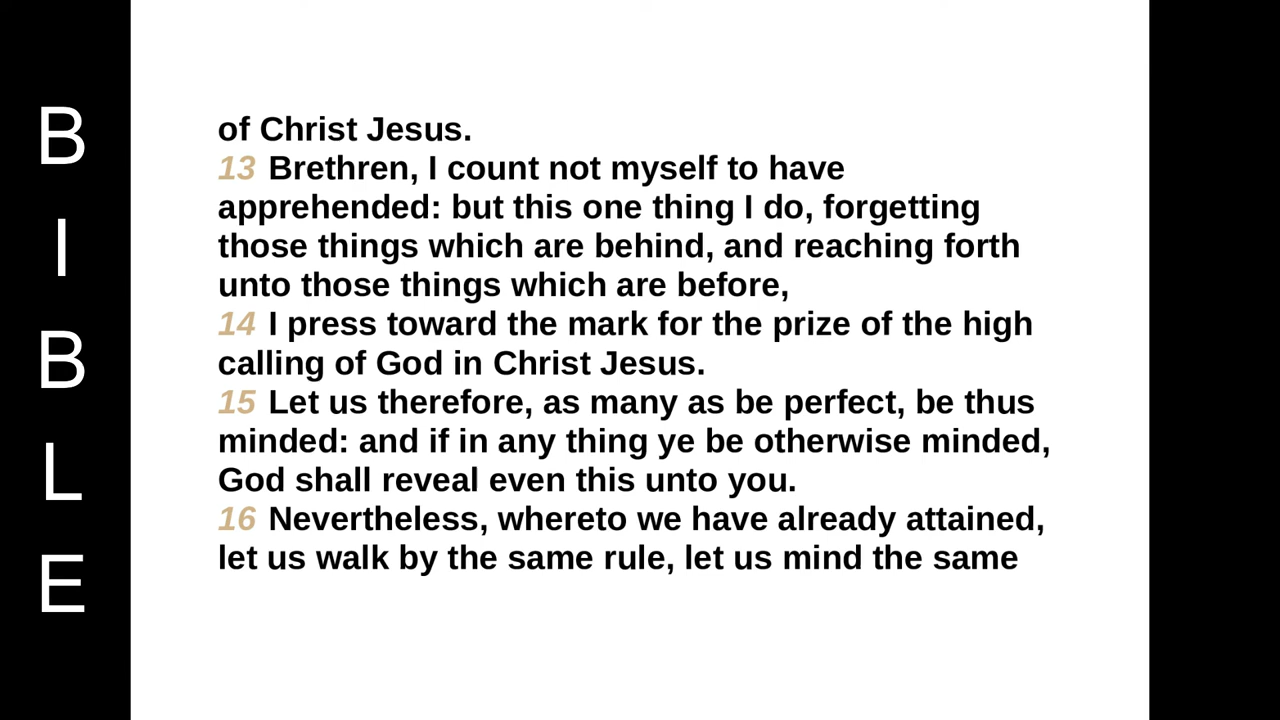 B
I
B
L
E
of Christ Jesus.
13 Brethren, I count not myself to have
apprehended: but this one thing I do, forgetting
those things which are behind, and reaching forth
unto those things which are before,
14 I press toward the mark for the prize of the high
calling of God in Christ Jesus.
15 Let us therefore, as many as be perfect, be thus
minded: and if in any thing ye be otherwise minded,
God shall reveal even this unto you.
16 Nevertheless, whereto we have already attained,
let us walk by the same rule, let us mind the same